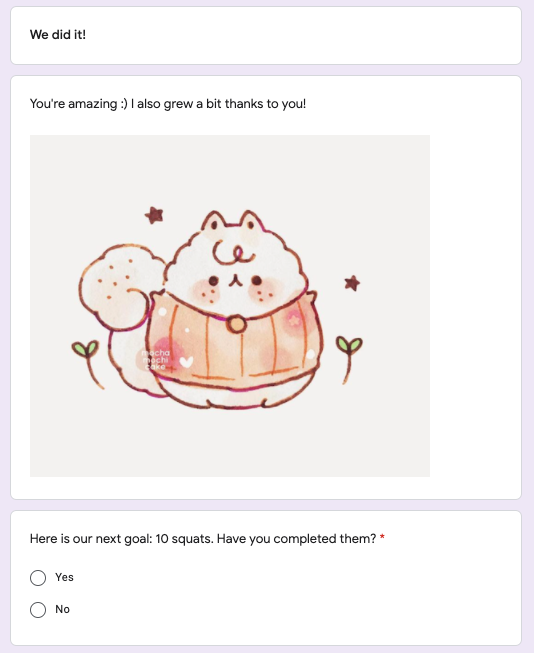 We did it!
You're amazing :) I also grew a bit thanks to you!
mocha
mochi
cake
Here is our next goal: 10 squats. Have you completed them? *
Yes
No